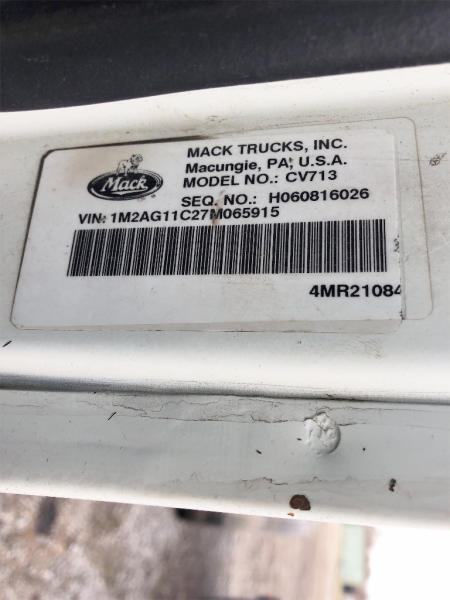 Mack
MACK TRUCKS, INC.
Macungie, PA, U.S.A.
MODEL NO.: CV713
SEQ. NO.: H060816026
VIN: 1M2AG11C27M065915
4MR21084